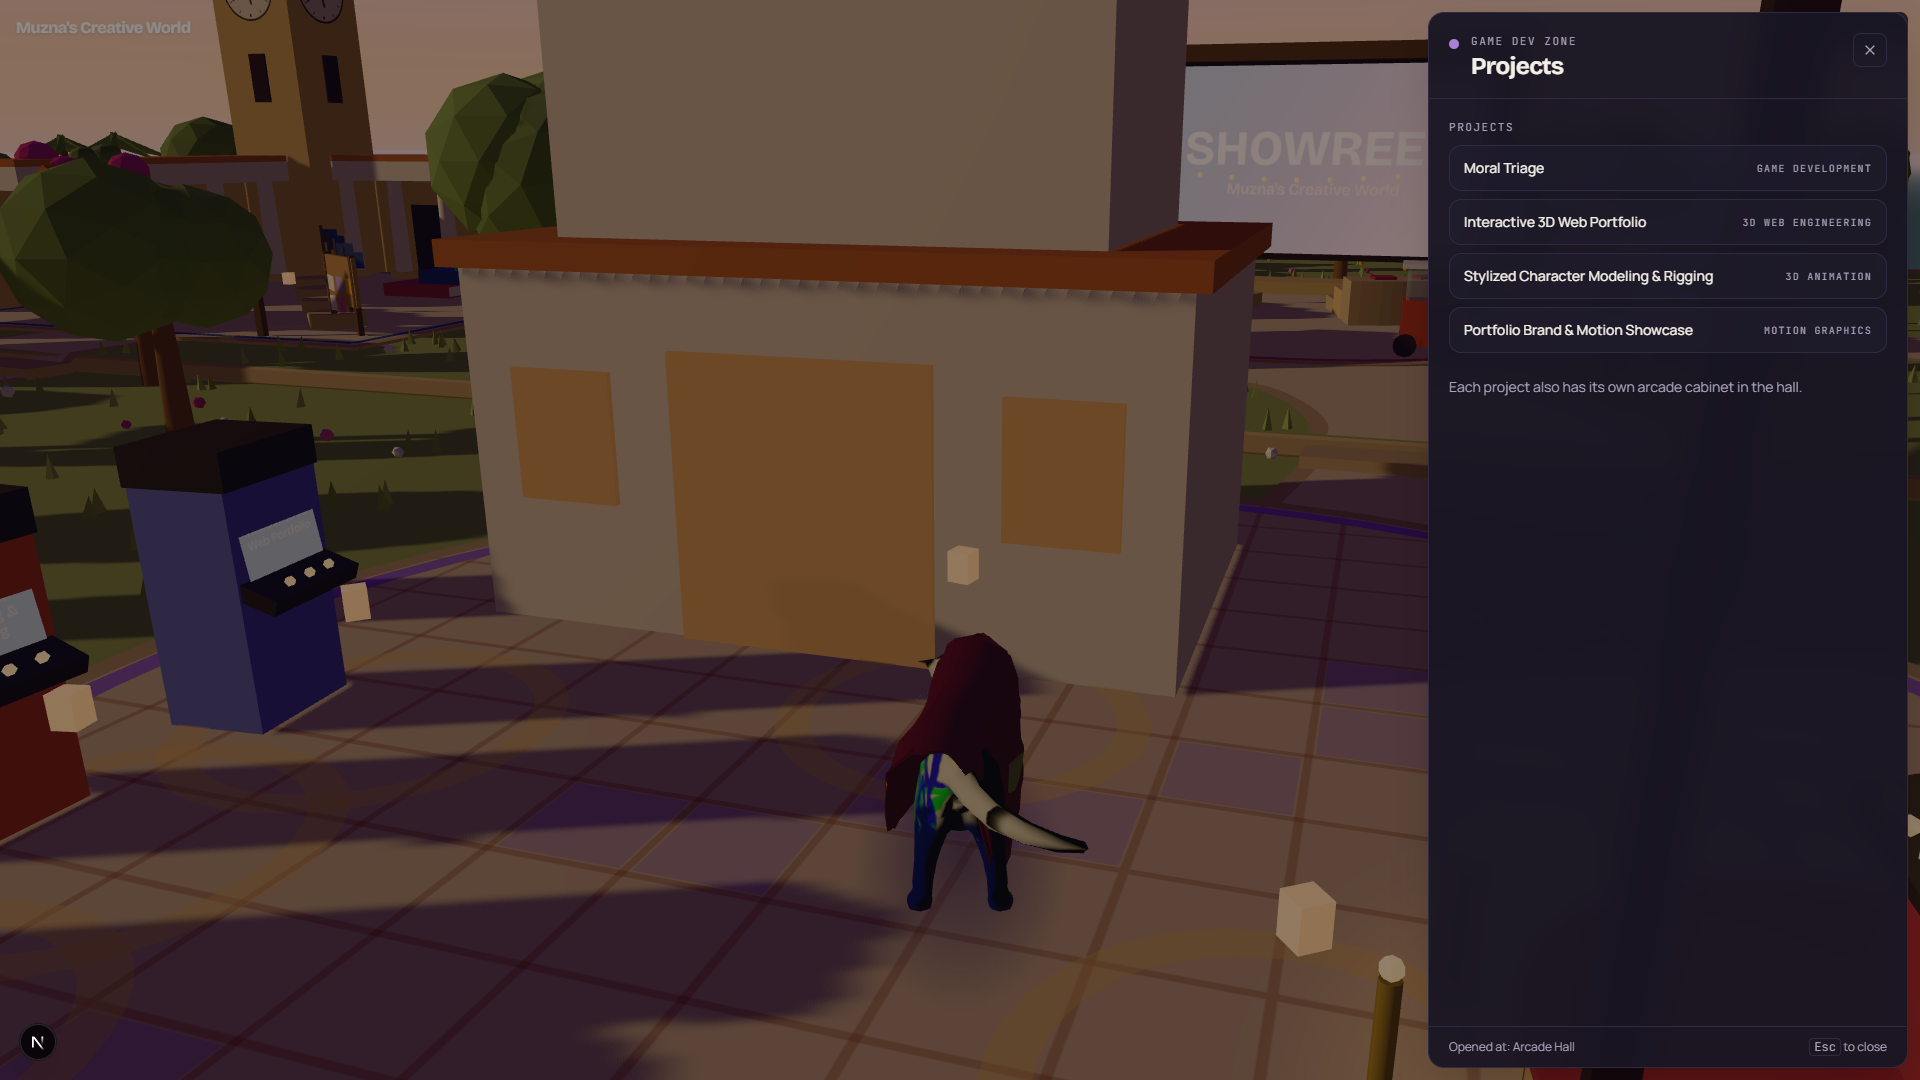 Muzna's Creative World
SHOWREE
Muzna's Creative World
Web Portfolio
&
GAME DEV ZONE
Projects
PROJECTS
Moral Triage
GAME DEVELOPMENT
Interactive 3D Web Portfolio
3D WEB ENGINEERING
Stylized Character Modeling & Rigging
3D ANIMATION
Portfolio Brand & Motion Showcase
MOTION GRAPHICS
Each project also has its own arcade cabinet in the hall.
N
Opened at: Arcade Hall
Esc to close